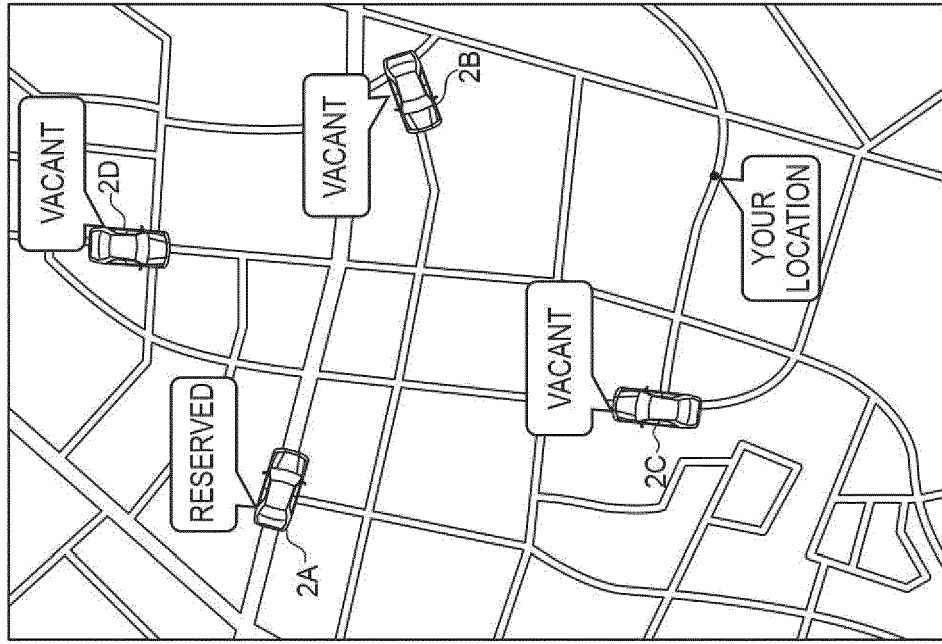 VACANT
2D
RESERVED
2A
VACANT
2B
VACANT
2C
YOUR
LOCATION